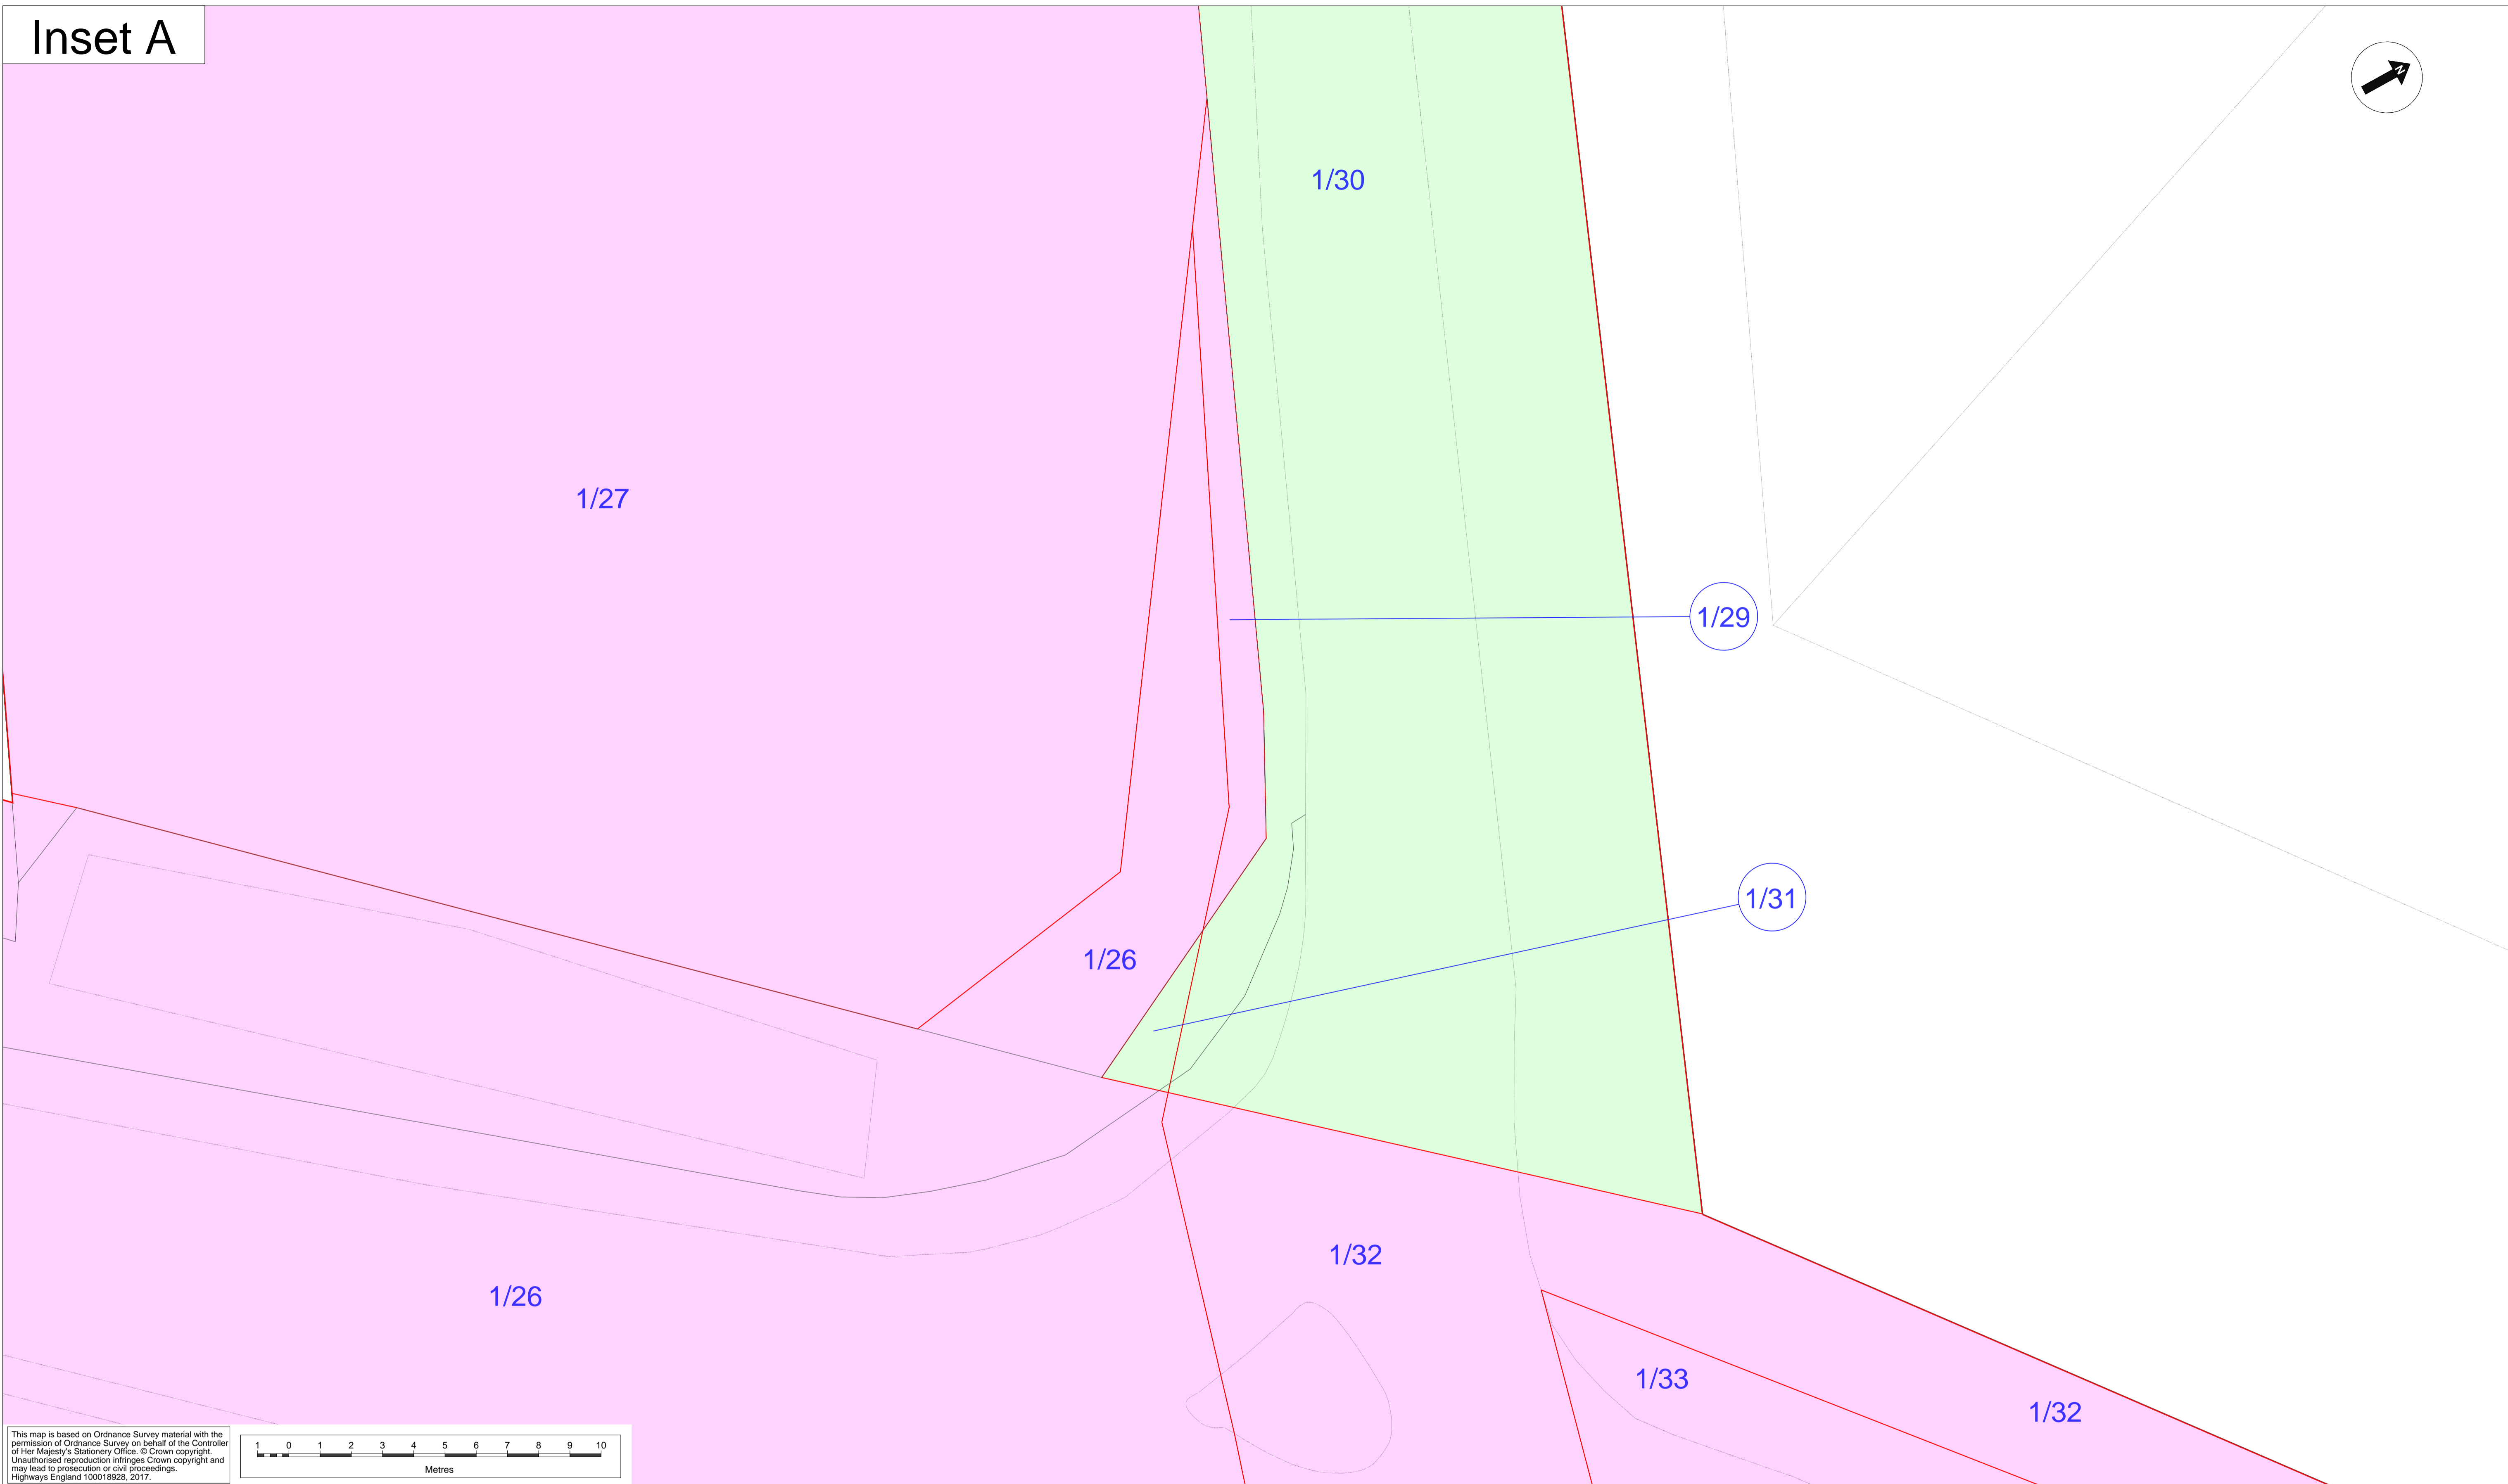 Inset A
N
1/30
1/27
1/29
1/31
1/26
1/32
1/26
1/33
1/32
This map is based on Ordnance Survey material with the
permission of Ordnance Survey on behalf of the Controller
of Her Majesty's Stationery Office. © Crown copyright.
Unauthorised reproduction infringes Crown copyright and
may lead to prosecution or civil proceedings.
Highways England 100018928, 2017.
1 0 1 2 3 4 5 6 7 8 9 10
Metres